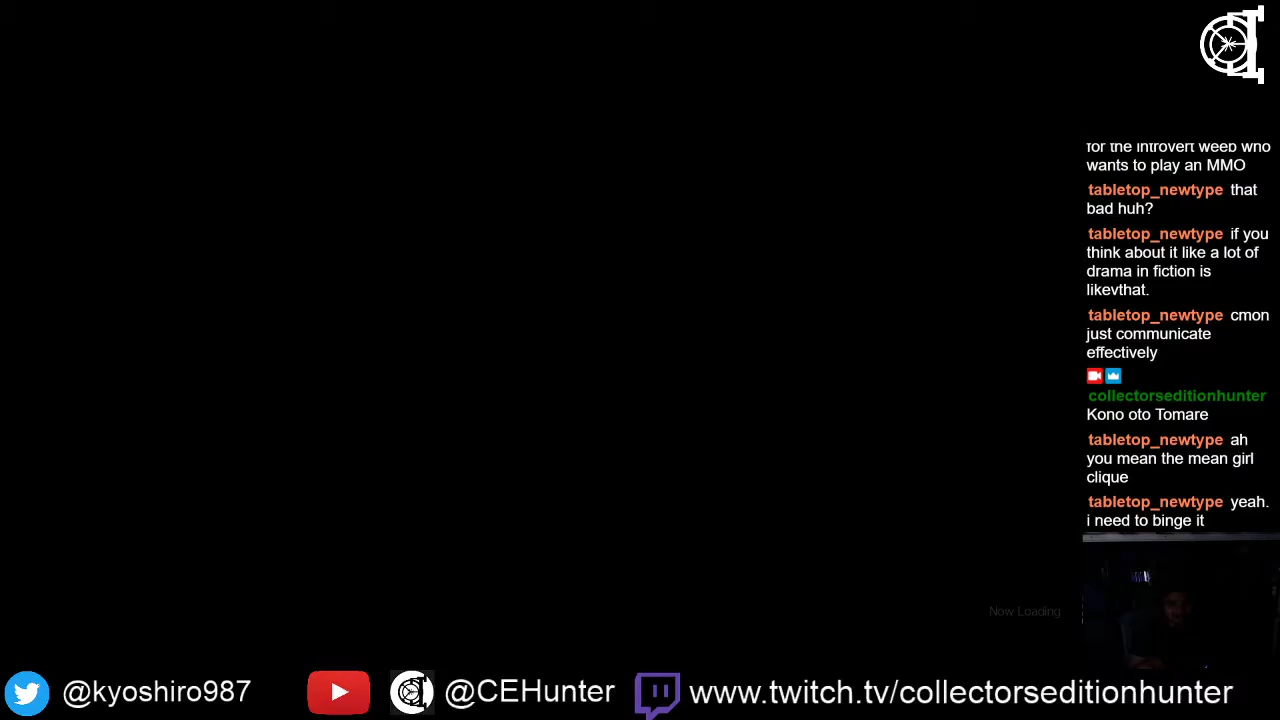 for the introvert weeb who
wants to play an MMO
tabletop_newtype that
bad huh?
tabletop_newtype if you
think about it like a lot of
drama in fiction is
likevthat.
tabletop_newtype cmon
just communicate
effectively
collectorseditionhunter
Kono oto Tomare
tabletop_newtype ah
you mean the mean girl
clique
tabletop_newtype yeah.
i need to binge it
Now Loading
@kyoshiro987
@CEHunter
www.twitch.tv/collectorseditionhunter